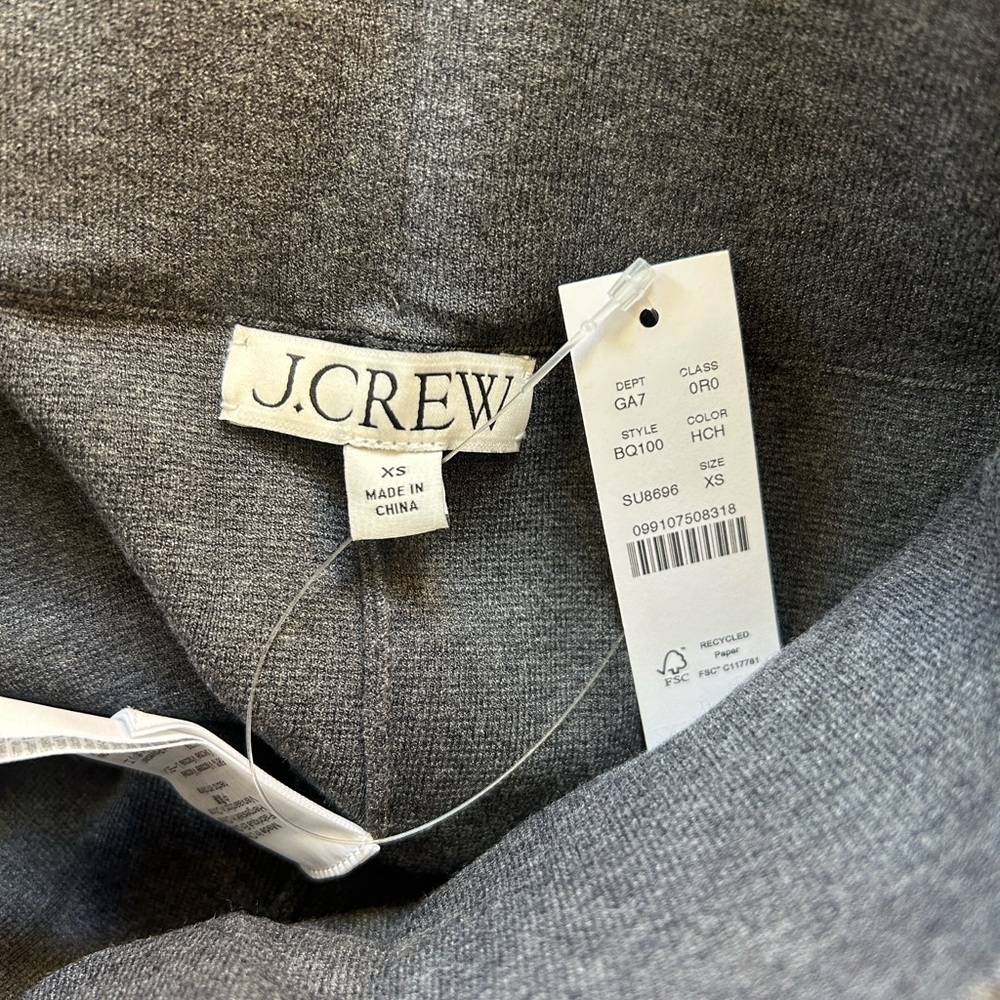 J.CREW
XS
MADE IN
CHINA
DEPT CLASS
GA7 0R0
STYLE COLOR
BQ100 HCH
SIZE
SU8696 XS
099107508318
RECYCLED
Paper
FSC FSC™ C117781